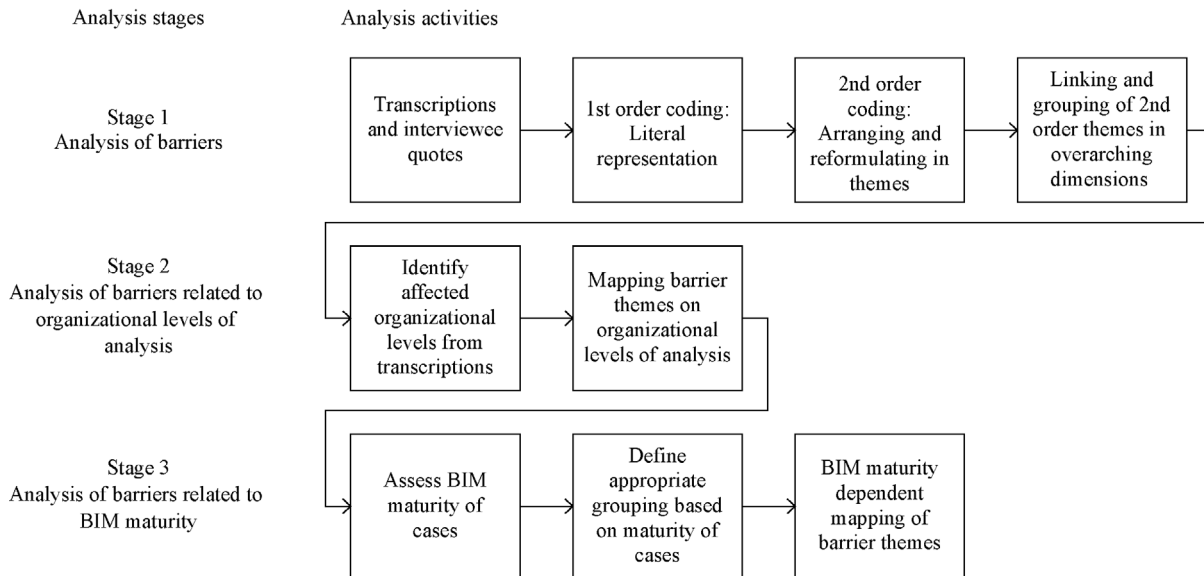 Analysis stages
Analysis activities
Stage 1
Analysis of barriers
Transcriptions
and interviewee
quotes
1st order coding:
Literal
representation
2nd order
coding:
Arranging and
reformulating in
themes
Linking and
grouping of 2nd
order themes in
overarching
dimensions
Stage 2
Analysis of barriers related to
organizational levels of
analysis
Identify
affected
organizational
levels from
transcriptions
Mapping barrier
themes on
organizational
levels of analysis
Stage 3
Analysis of barriers related to
BIM maturity
Assess BIM
maturity of
cases
Define
appropriate
grouping based
on maturity of
cases
BIM maturity
dependent
mapping of
barrier themes